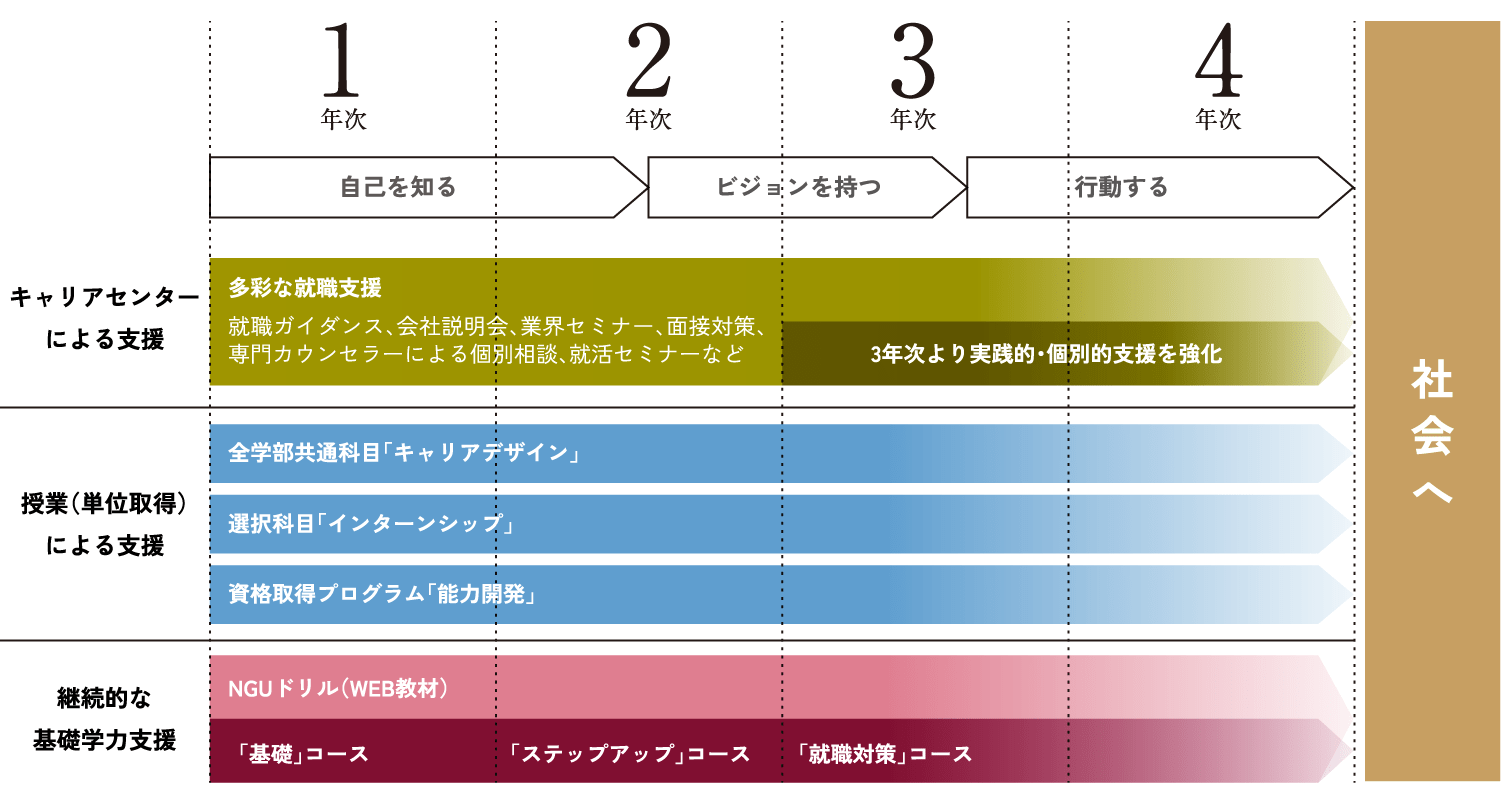 1
年次
2
年次
3
年次
4
年次
自己を知る
ビジョンを持つ
行動する
キャリアセンター
による支援
多彩な就職支援
就職ガイダンス、会社説明会、業界セミナー、面接対策、
専門カウンセラーによる個別相談、就活セミナーなど
3年次より実践的・個別的支援を強化
授業（単位取得）
による支援
全学部共通科目「キャリアデザイン」
選択科目「インターンシップ」
資格取得プログラム「能力開発」
継続的な
基礎学力支援
NGUドリル（WEB教材）
「基礎」コース
「ステップアップ」コース
「就職対策」コース
社会へ